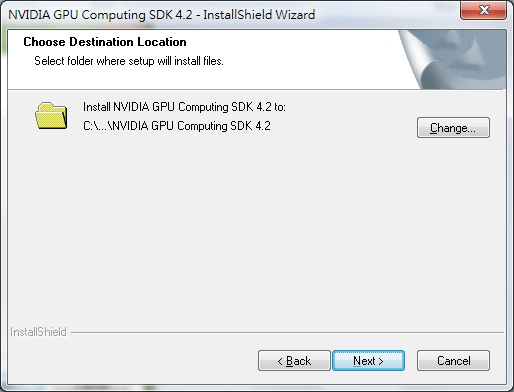 NVIDIA GPU Computing SDK 4.2 - InstallShield Wizard
Choose Destination Location
Select folder where setup will install files.
Install NVIDIA GPU Computing SDK 4.2 to:
C:\...\NVIDIA GPU Computing SDK 4.2
Change...
InstallShield
< Back
Next >
Cancel